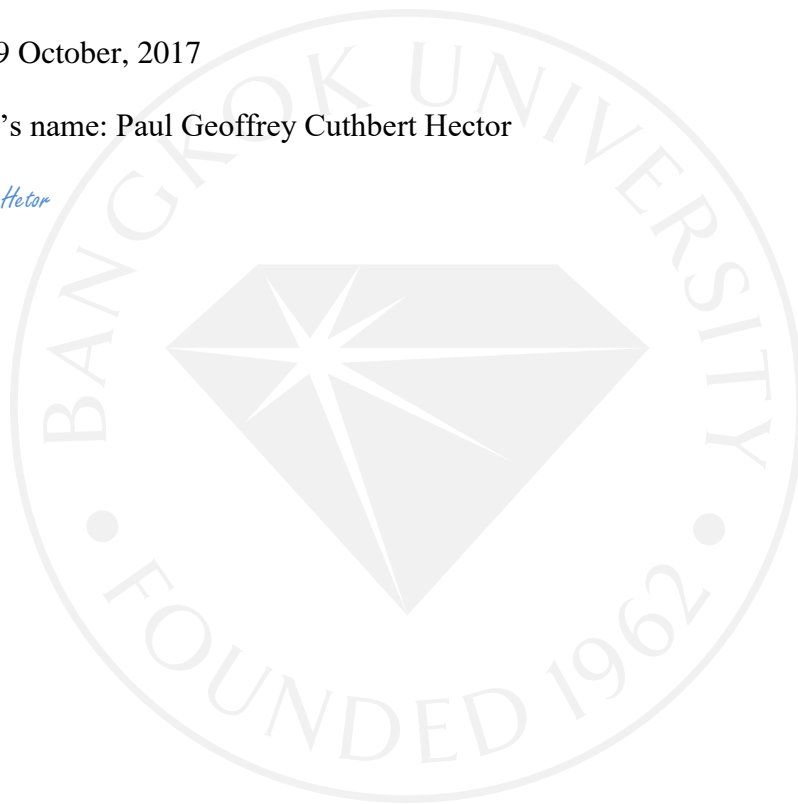 9 October, 2017
's name: Paul Geoffrey Cuthbert Hector
Hetor
BANGKOK UNIVERSITY
FOUNDED 1962